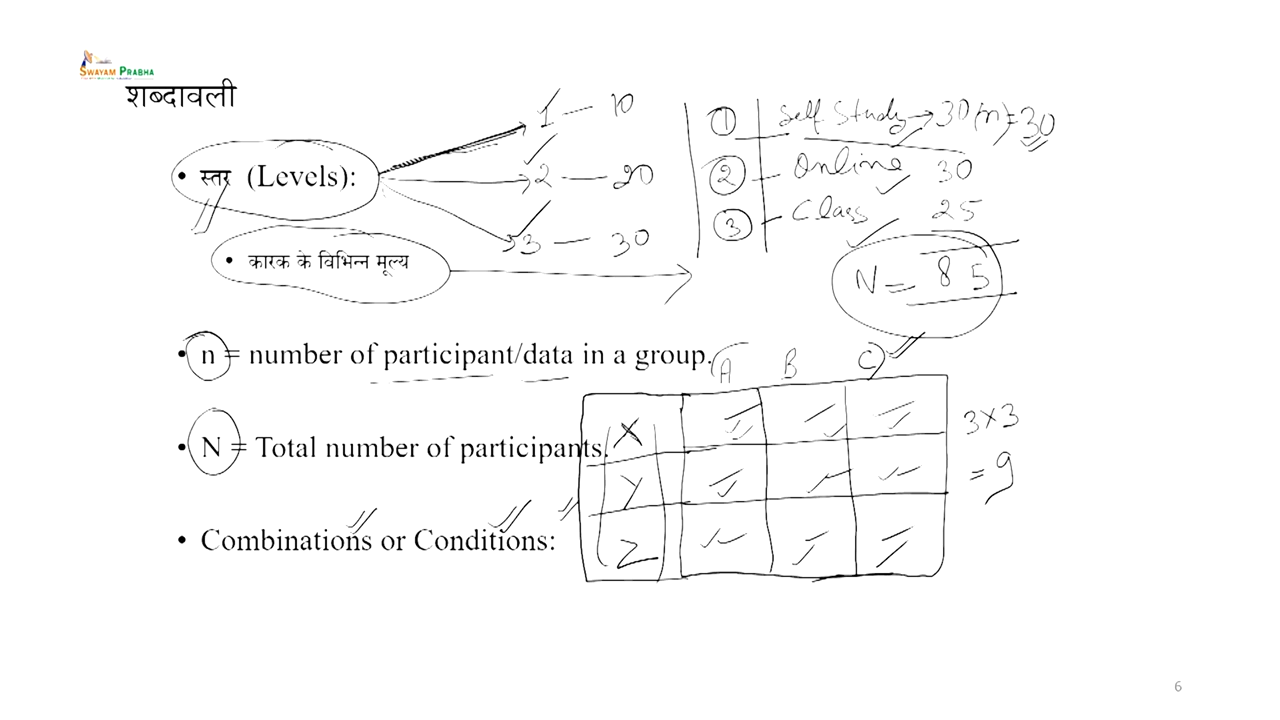 SWAYAM PRABHA
शब्दावली
• स्तर (Levels):
1 — 10
2 — 20
3 — 30
① Self Study → 30 (n) = 30
② — Online 30
③ — Class 25
N = 85
• कारक के विभिन्न मूल्य
• n = number of participant/data in a group.
A B C
X
• N = Total number of participants.
Y
Z
3×3
= 9
• Combinations or Conditions:
6